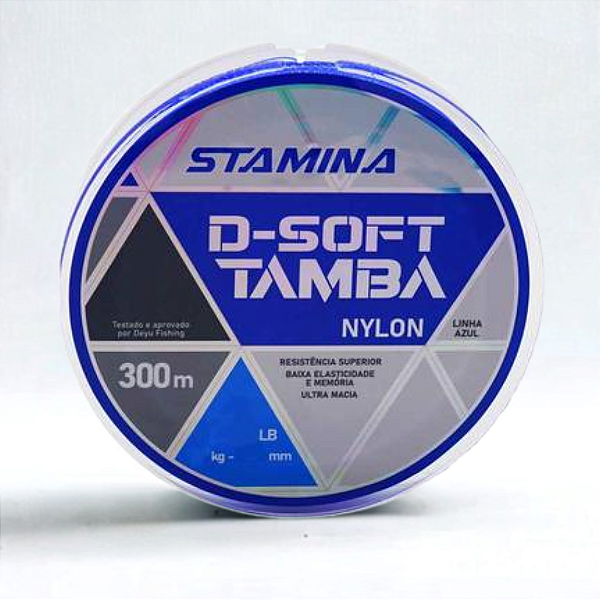 STAMINA
D-SOFT
TAMBA
NYLON
LINHA
AZUL
Testado e aprovado
por Deyu Fishing
300m
RESISTÊNCIA SUPERIOR
BAIXA ELASTICIDADE
E MEMÓRIA
ULTRA MACIA
LB
kg - mm